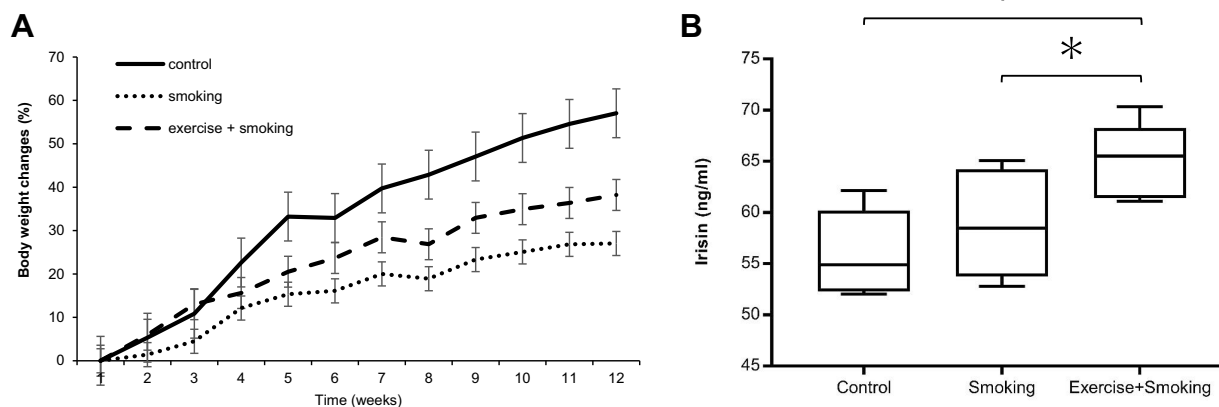 A
70
60
50
40
30
20
10
0
Body weight changes (%)
control
smoking
exercise + smoking
1 2 3 4 5 6 7 8 9 10 11 12
Time (weeks)
B
*
75
70
65
60
55
50
45
Irisin (ng/ml)
Control Smoking Exercise+Smoking